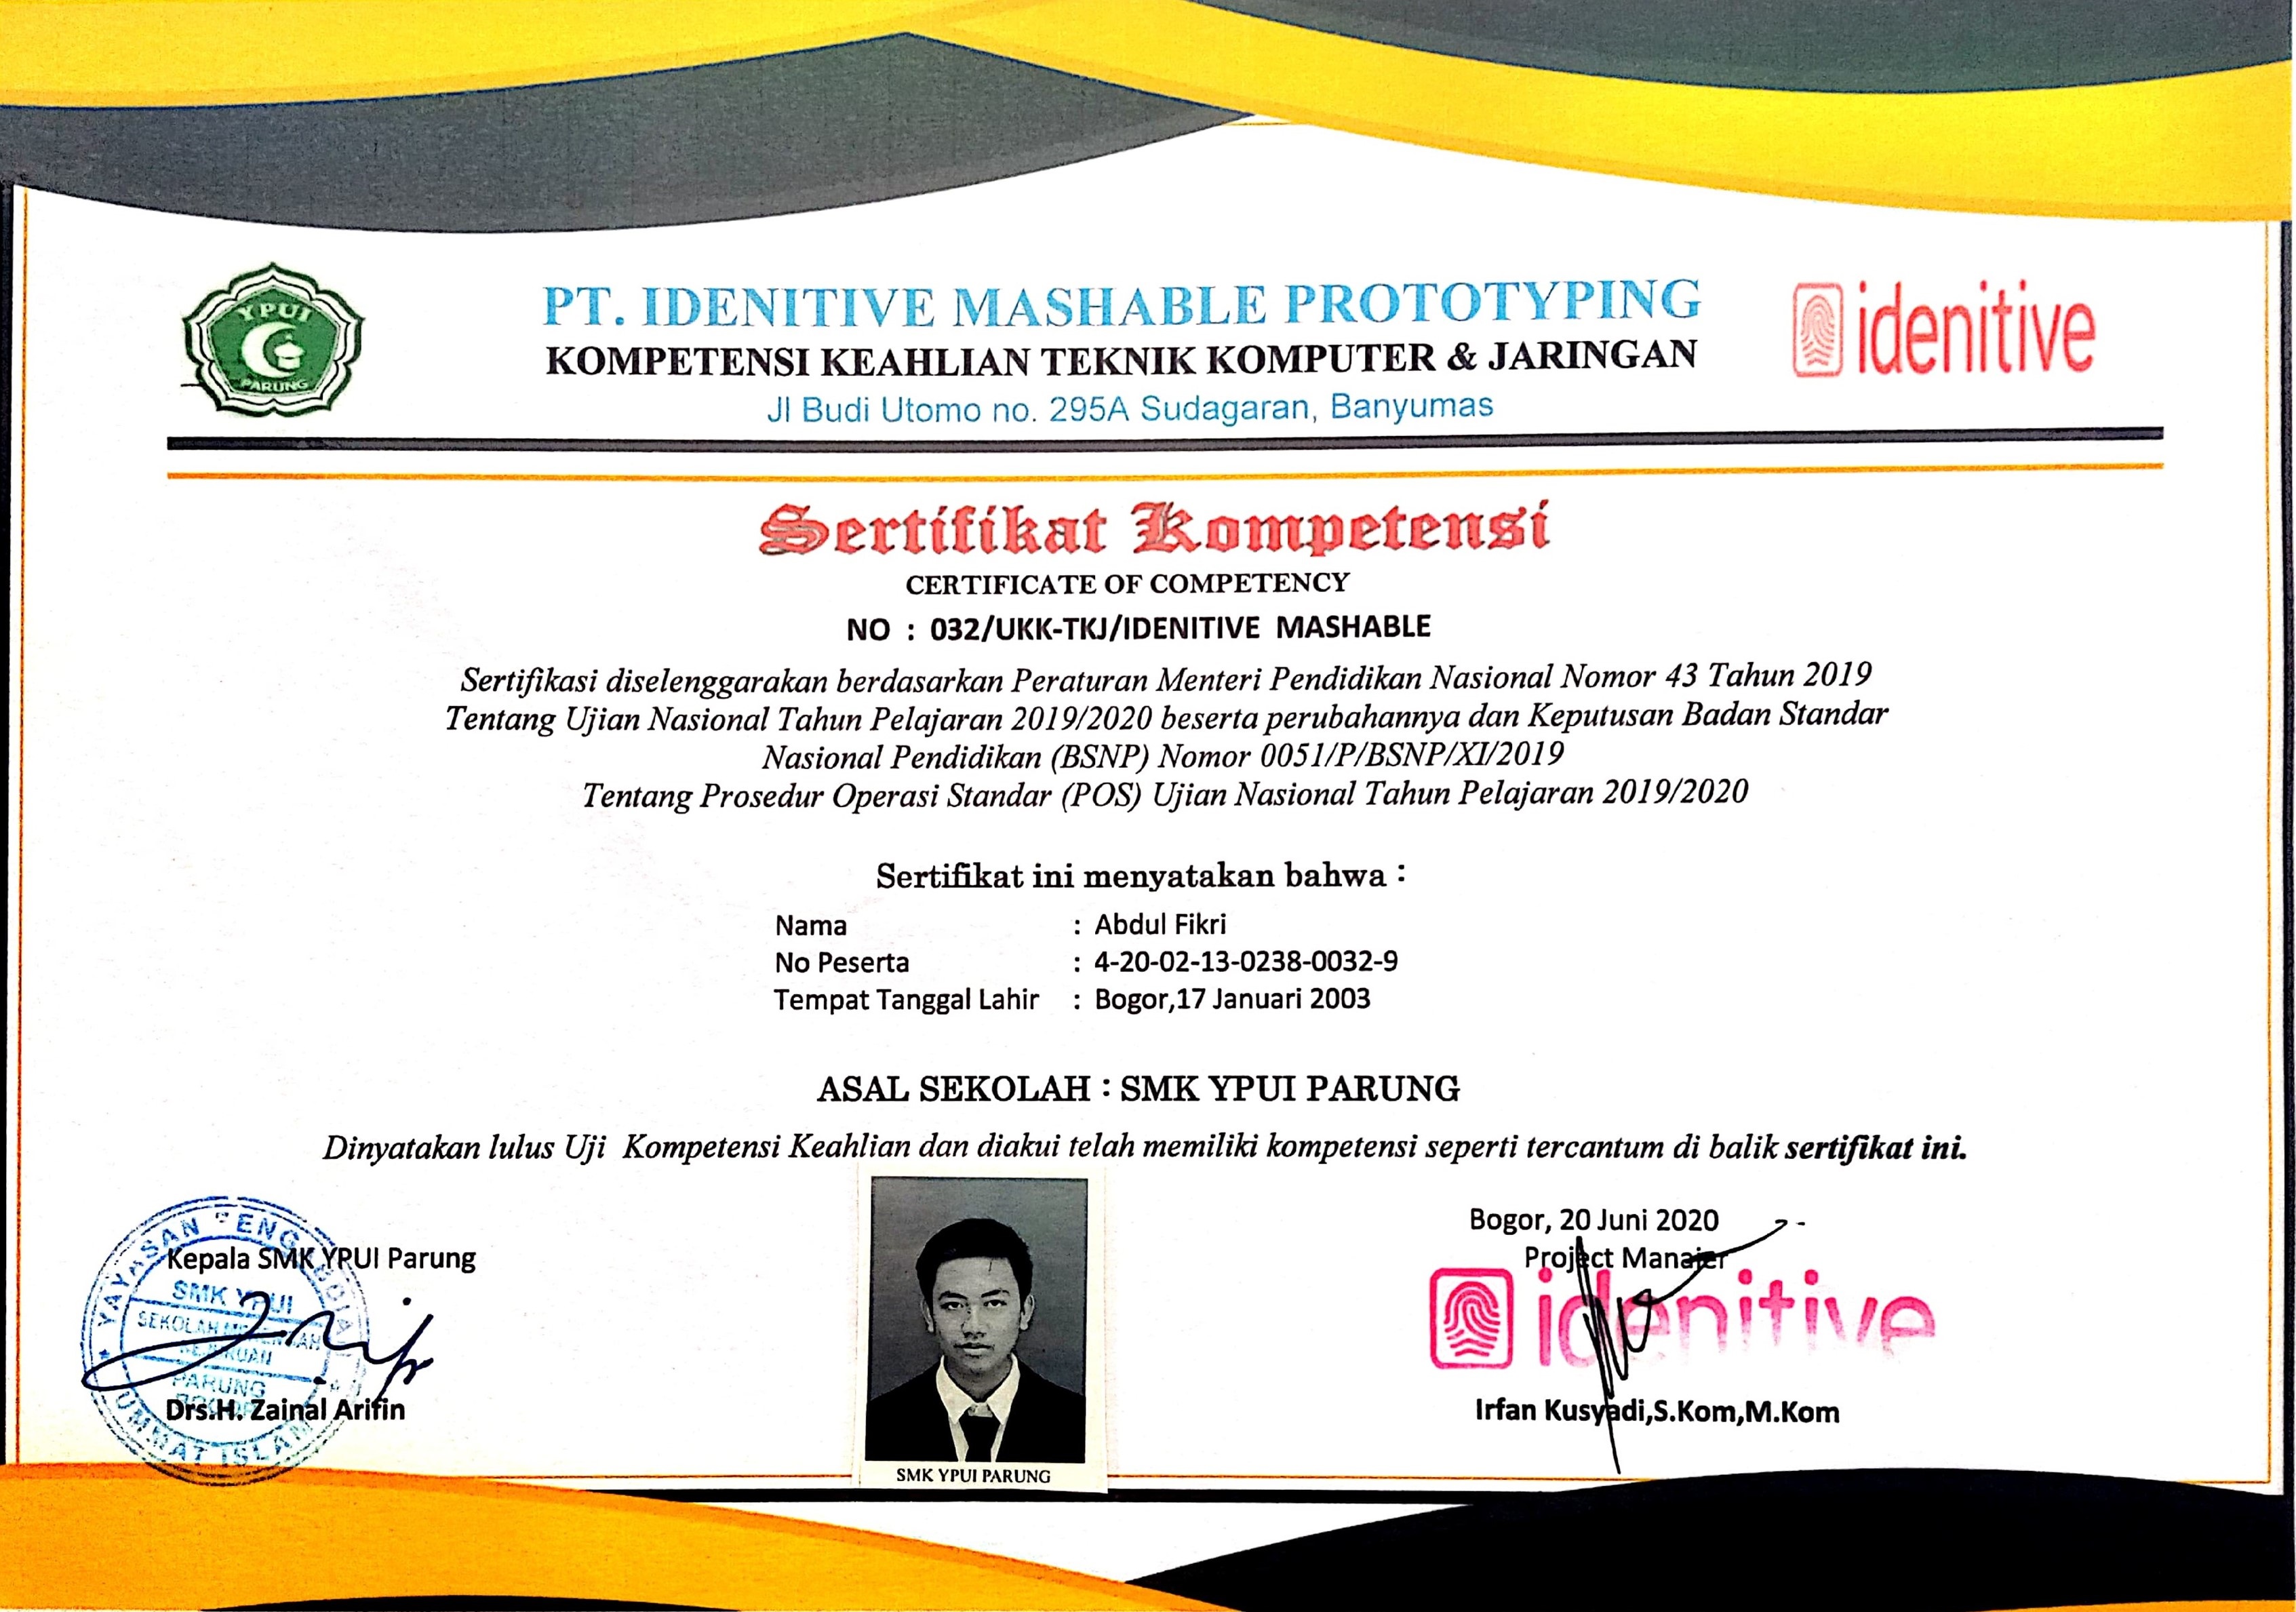 YPUI
PARUNG
PT. IDENITIVE MASHABLE PROTOTYPING
KOMPETENSI KEAHLIAN TEKNIK KOMPUTER & JARINGAN
Jl Budi Utomo no. 295A Sudagaran, Banyumas
idenitive
Sertifikat Kompetensi
CERTIFICATE OF COMPETENCY
NO : 032/UKK-TKJ/IDENITIVE MASHABLE
Sertifikasi diselenggarakan berdasarkan Peraturan Menteri Pendidikan Nasional Nomor 43 Tahun 2019
Tentang Ujian Nasional Tahun Pelajaran 2019/2020 beserta perubahannya dan Keputusan Badan Standar
Nasional Pendidikan (BSNP) Nomor 0051/P/BSNP/XI/2019
Tentang Prosedur Operasi Standar (POS) Ujian Nasional Tahun Pelajaran 2019/2020
Sertifikat ini menyatakan bahwa :
Nama : Abdul Fikri
No Peserta : 4-20-02-13-0238-0032-9
Tempat Tanggal Lahir : Bogor,17 Januari 2003
ASAL SEKOLAH : SMK YPUI PARUNG
Dinyatakan lulus Uji Kompetensi Keahlian dan diakui telah memiliki kompetensi seperti tercantum di balik sertifikat ini.
Kepala SMK YPUI Parung
YAYASAN
SMK YPUI
SEKOLAH
PARUNG
UMMAT ISLAM
Drs.H. Zainal Arifin
SMK YPUI PARUNG
Bogor, 20 Juni 2020
Project Manajer
idenitive
Irfan Kusyadi,S.Kom,M.Kom